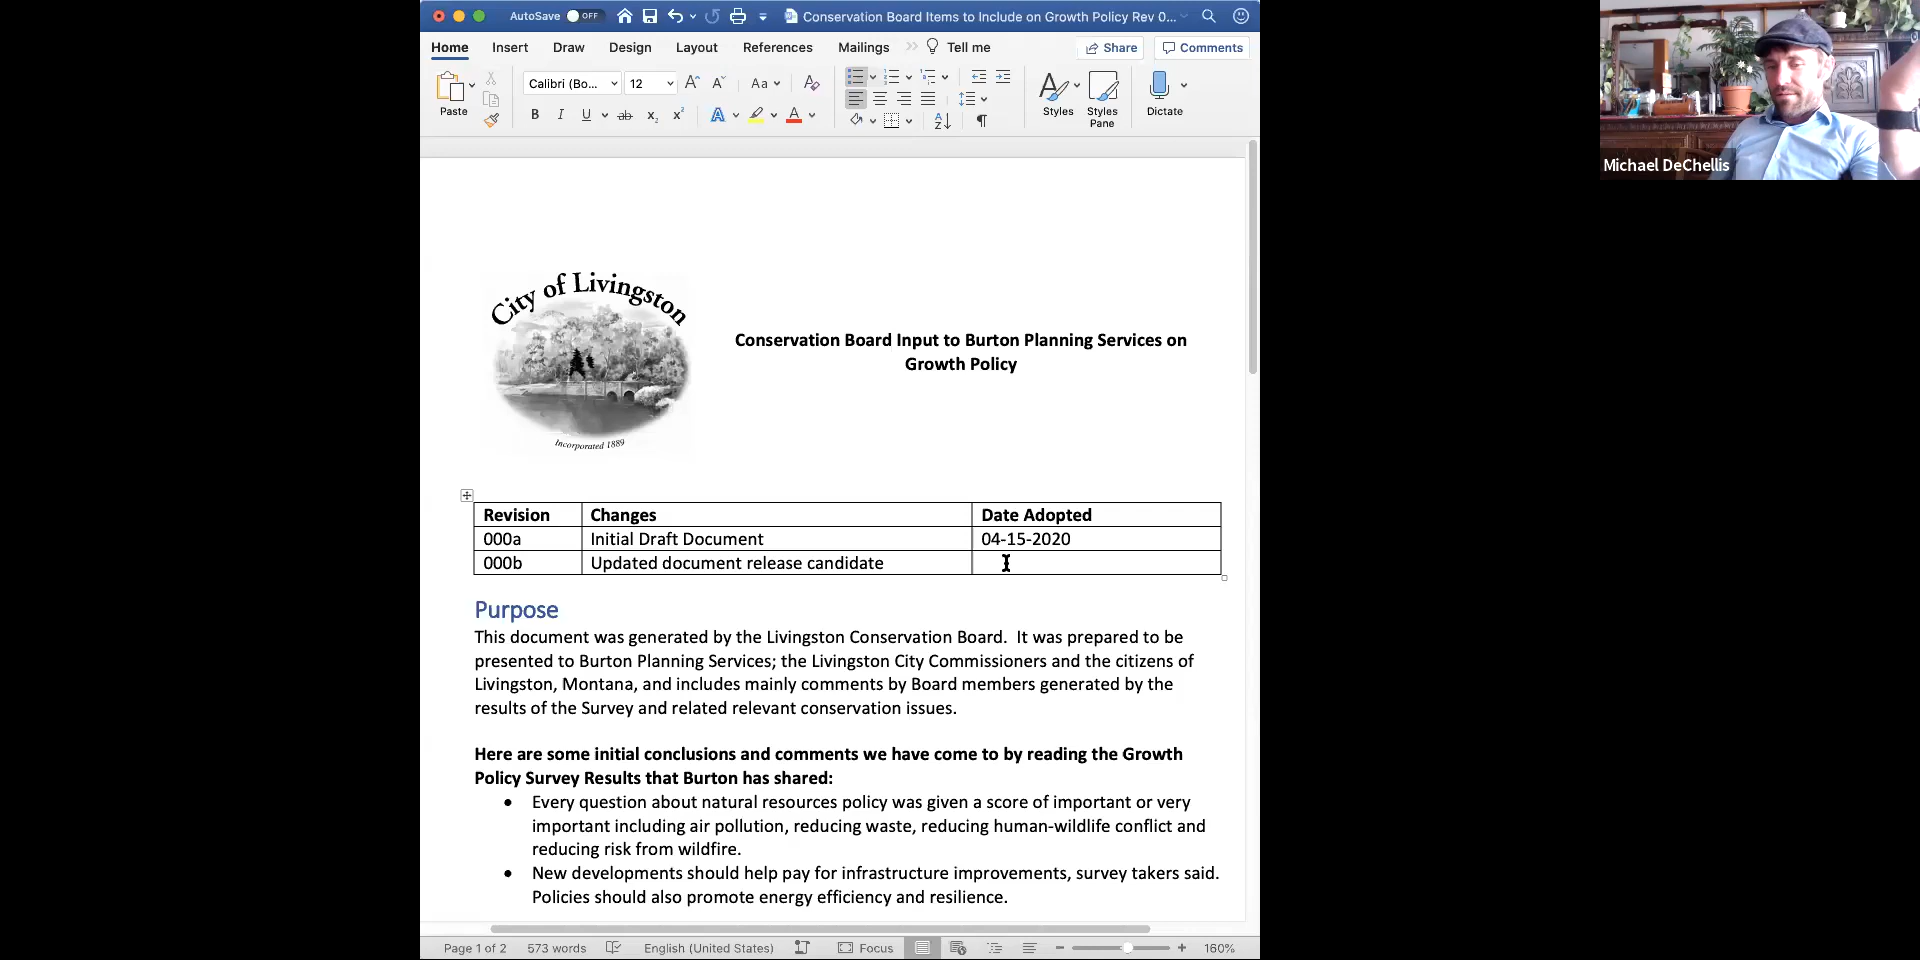 AutoSave OFF Conservation Board Items to Include on Growth Policy Rev 0...
Home Insert Draw Design Layout References Mailings Tell me Share Comments
Paste Calibri (Bo... 12 Aa Styles Styles Pane Dictate
B I U ab x₂ x² A A
City of Livingston
Incorporated 1889
Conservation Board Input to Burton Planning Services on
Growth Policy
Revision Changes Date Adopted
000a Initial Draft Document 04-15-2020
000b Updated document release candidate
Purpose
This document was generated by the Livingston Conservation Board. It was prepared to be
presented to Burton Planning Services; the Livingston City Commissioners and the citizens of
Livingston, Montana, and includes mainly comments by Board members generated by the
results of the Survey and related relevant conservation issues.
Here are some initial conclusions and comments we have come to by reading the Growth
Policy Survey Results that Burton has shared:
• Every question about natural resources policy was given a score of important or very
important including air pollution, reducing waste, reducing human-wildlife conflict and
reducing risk from wildfire.
• New developments should help pay for infrastructure improvements, survey takers said.
Policies should also promote energy efficiency and resilience.
Page 1 of 2 573 words English (United States) Focus 160%
Michael DeChellis